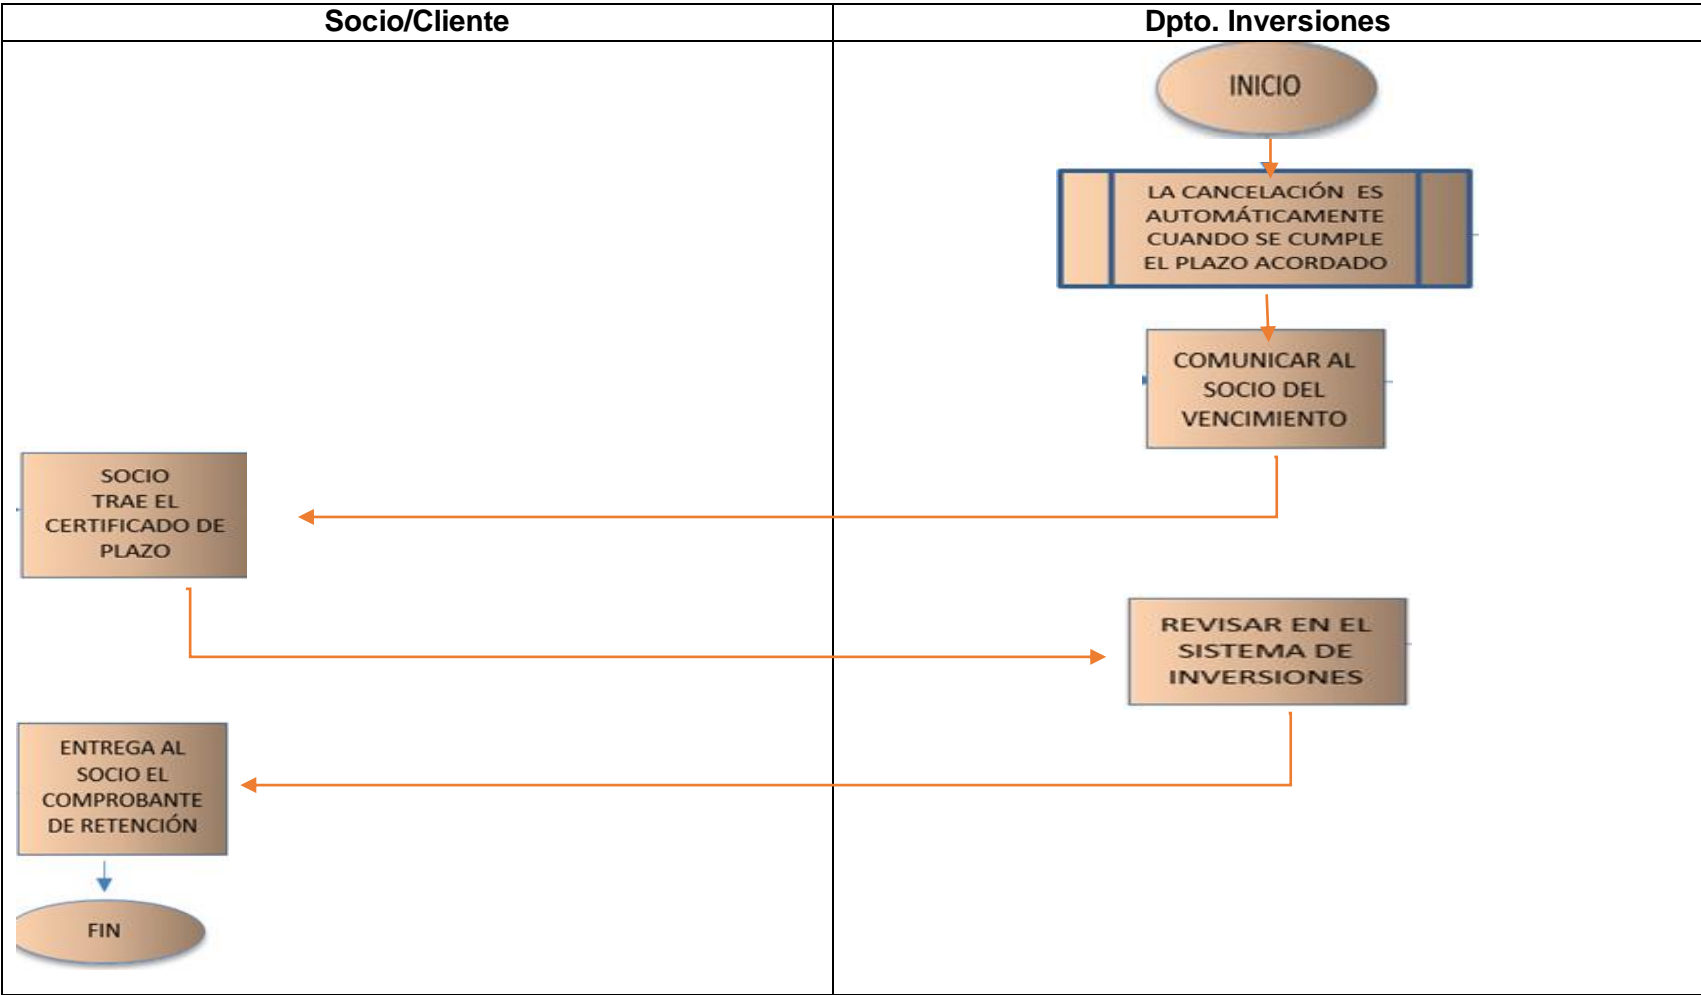 Socio/Cliente
Dpto. Inversiones
INICIO
LA CANCELACIÓN ES
AUTOMÁTICAMENTE
CUANDO SE CUMPLE
EL PLAZO ACORDADO
COMUNICAR AL
SOCIO DEL
VENCIMIENTO
SOCIO
TRAE EL
CERTIFICADO DE
PLAZO
REVISAR EN EL
SISTEMA DE
INVERSIONES
ENTREGA AL
SOCIO EL
COMPROBANTE
DE RETENCIÓN
FIN